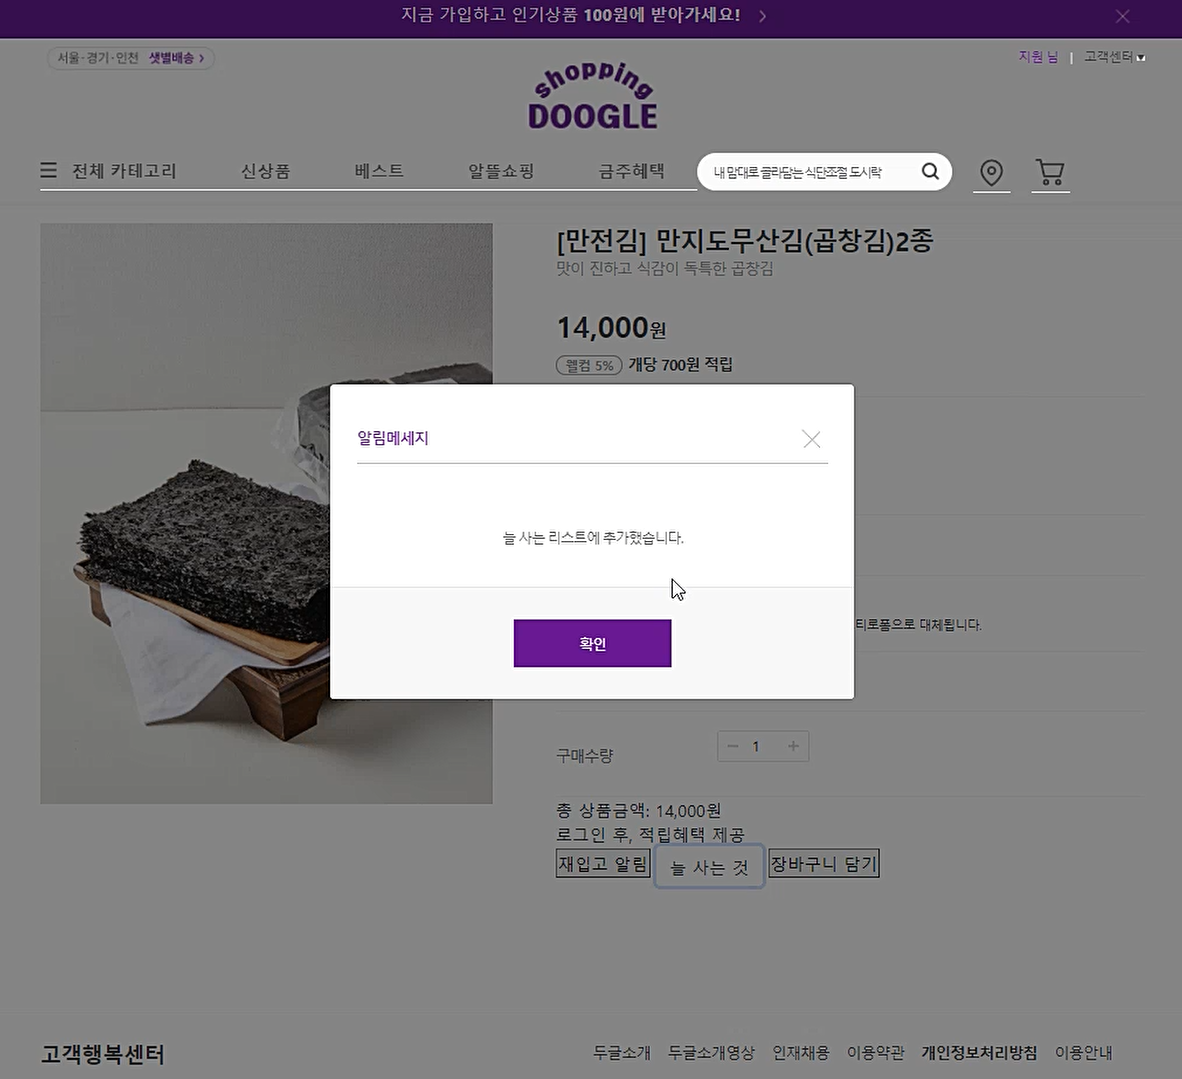 지금 가입하고 인기상품 100원에 받아가세요!
서울·경기·인천 샛별배송
지원 님 | 고객센터
shopping
DOOGLE
전체 카테고리 신상품 베스트 알뜰쇼핑 금주혜택 내 맘대로 골라담는 식단조절 도시락
[만전김] 만지도무산김(곱창김)2종
맛이 진하고 식감이 독특한 곱창김
14,000원
웰컴 5% 개당 700원 적립
알림메세지
늘 사는 리스트에 추가했습니다.
티로폼으로 대체됩니다.
확인
구매수량 1
총 상품금액: 14,000원
로그인 후, 적립혜택 제공
재입고 알림 늘 사는 것 장바구니 담기
고객행복센터 두글소개 두글소개영상 인재채용 이용약관 개인정보처리방침 이용안내